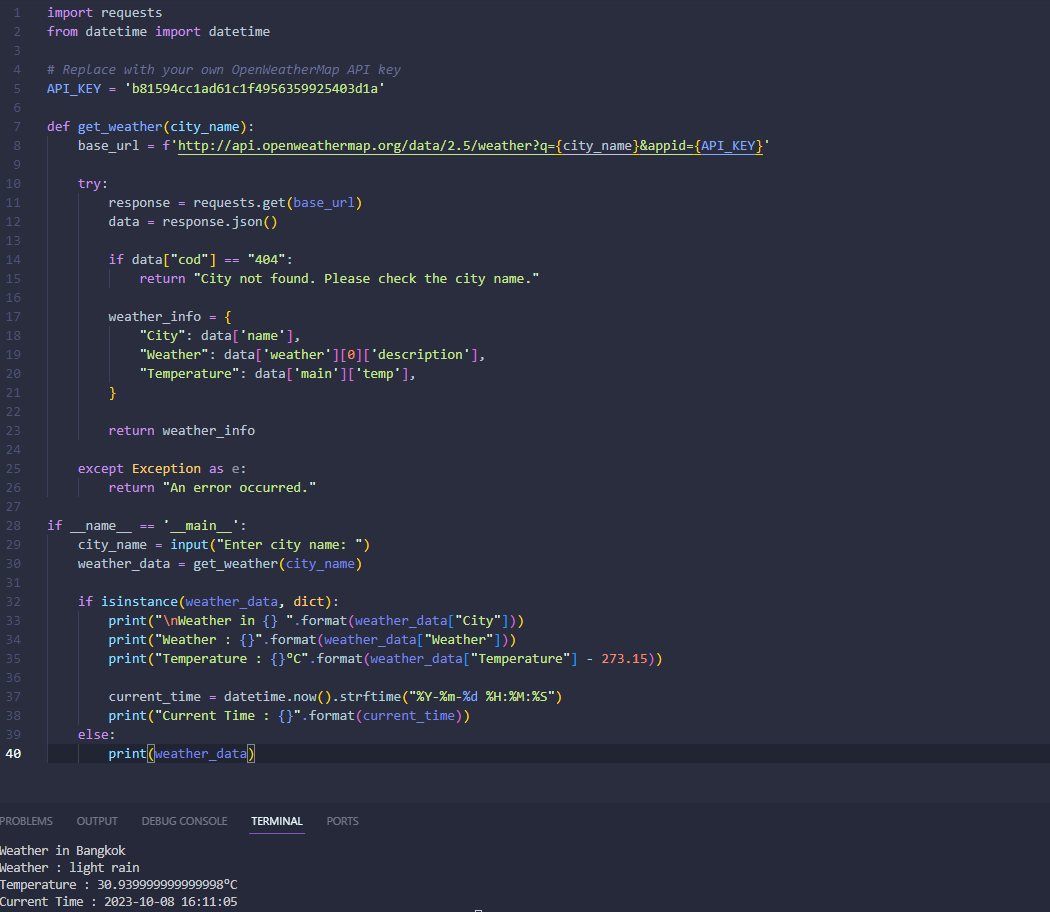 1 import requests
2 from datetime import datetime
3
4 # Replace with your own OpenWeatherMap API key
5 API_KEY = 'b81594cc1ad61c1f4956359925403d1a'
6
7 def get_weather(city_name):
8     base_url = f'http://api.openweathermap.org/data/2.5/weather?q={city_name}&appid={API_KEY}'
9
10     try:
11         response = requests.get(base_url)
12         data = response.json()
13
14         if data["cod"] == "404":
15             return "City not found. Please check the city name."
16
17         weather_info = {
18             "City": data['name'],
19             "Weather": data['weather'][0]['description'],
20             "Temperature": data['main']['temp'],
21         }
22
23         return weather_info
24
25     except Exception as e:
26         return "An error occurred."
27
28 if __name__ == '__main__':
29     city_name = input("Enter city name: ")
30     weather_data = get_weather(city_name)
31
32     if isinstance(weather_data, dict):
33         print("\nWeather in {} ".format(weather_data["City"]))
34         print("Weather : {}".format(weather_data["Weather"]))
35         print("Temperature : {}°C".format(weather_data["Temperature"] - 273.15))
36
37         current_time = datetime.now().strftime("%Y-%m-%d %H:%M:%S")
38         print("Current Time : {}".format(current_time))
39     else:
40         print(weather_data)
PROBLEMS OUTPUT DEBUG CONSOLE TERMINAL PORTS
Weather in Bangkok
Weather : light rain
Temperature : 30.939999999999998°C
Current Time : 2023-10-08 16:11:05